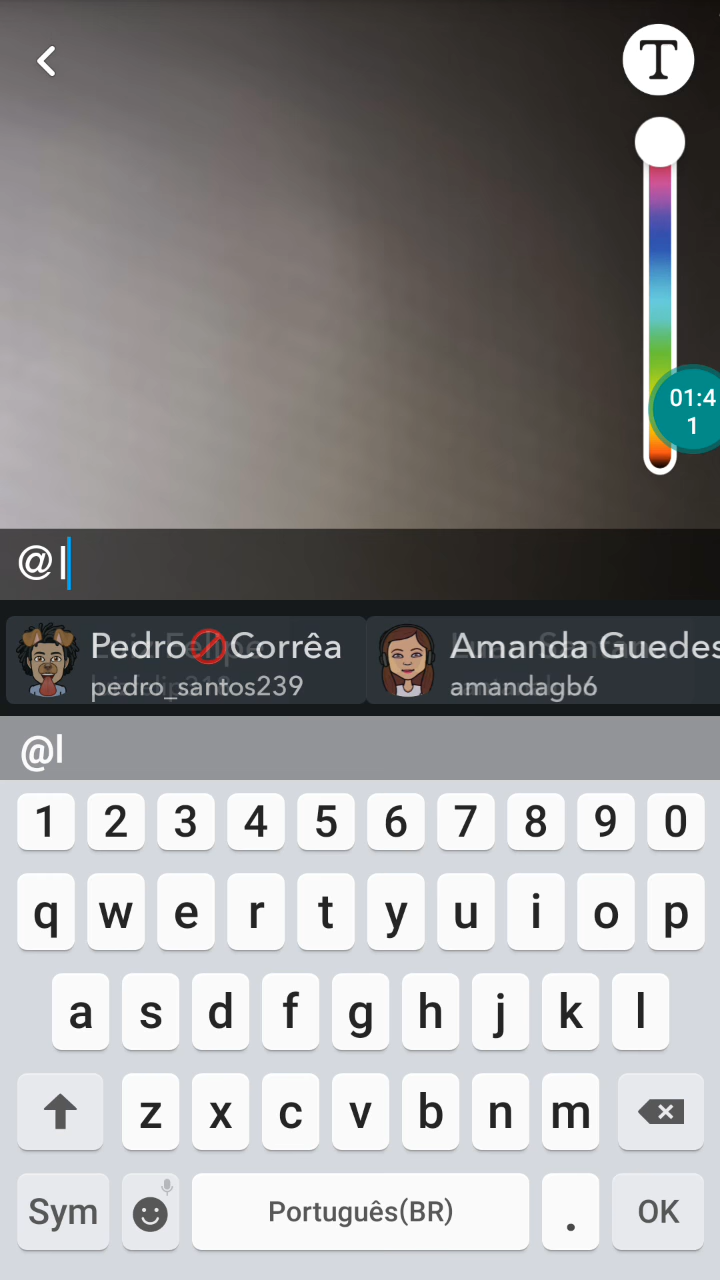 T
01:4
1
@l
Pedro🚫Corrêa
pedro_santos239
Amanda Guedes
amandagb6
@l
1 2 3 4 5 6 7 8 9 0
q w e r t y u i o p
a s d f g h j k l
z x c v b n m
Sym Português(BR) . OK